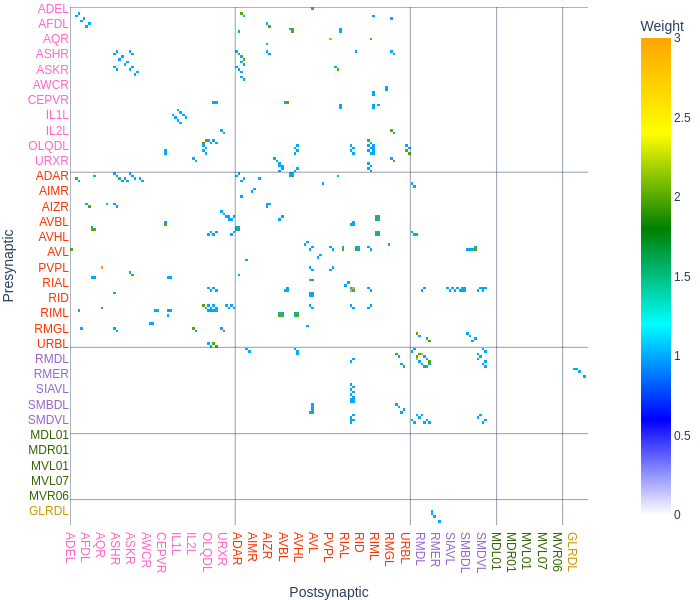 Weight
ADEL
AFDL
AQR
ASHR
ASKR
AWCR
CEPVR
IL1L
IL2L
OLQDL
URXR
ADAR
AIMR
AIZR
AVBL
AVHL
AVL
PVPL
RIAL
RID
RIML
RMGL
URBL
RMDL
RMER
SIAVL
SMBDL
SMDVL
MDL01
MDR01
MVL01
MVL07
MVR06
GLRDL
Presynaptic
3
2.5
2
1.5
1
0.5
0
ADEL
AFDL
AQR
ASHR
ASKR
AWCR
CEPVR
IL1L
IL2L
OLQDL
URXR
ADAR
AIMR
AIZR
AVBL
AVHL
AVL
PVPL
RIAL
RID
RIML
RMGL
URBL
RMDL
RMER
SIAVL
SMBDL
SMDVL
MDL01
MDR01
MVL01
MVL07
MVR06
GLRDL
Postsynaptic